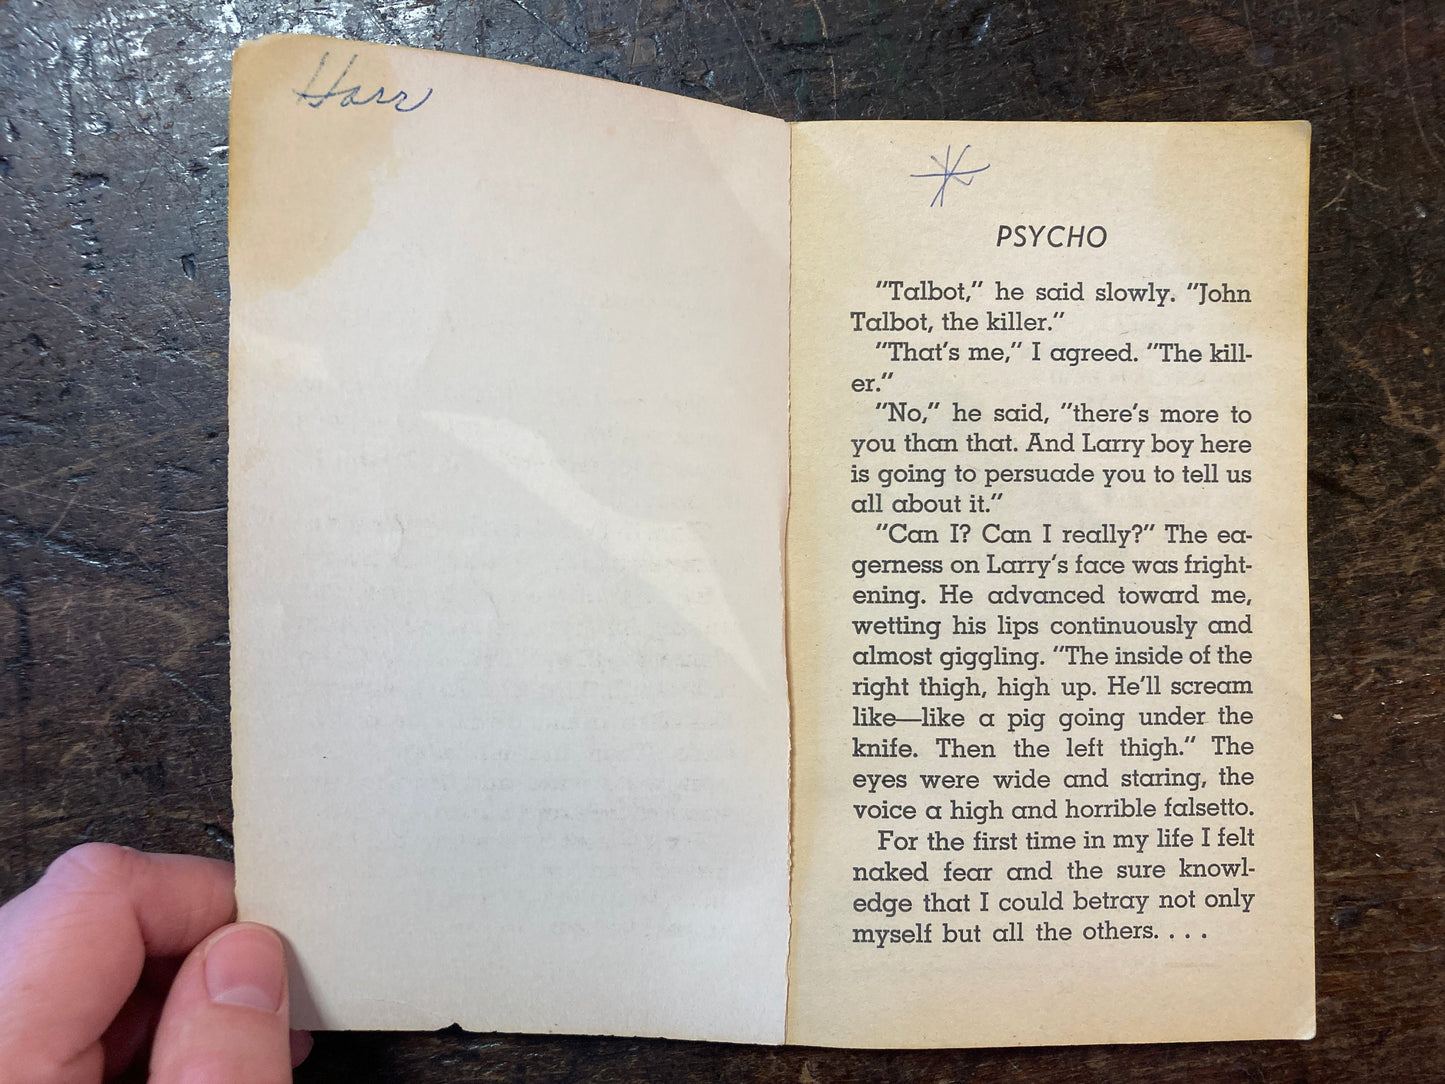 Harr
PSYCHO
"Talbot," he said slowly. "John
Talbot, the killer."
"That's me," I agreed. "The kill-
er."
"No," he said, "there's more to
you than that. And Larry boy here
is going to persuade you to tell us
all about it."
"Can I? Can I really?" The ea-
gerness on Larry's face was fright-
ening. He advanced toward me,
wetting his lips continuously and
almost giggling. "The inside of the
right thigh, high up. He'll scream
like—like a pig going under the
knife. Then the left thigh." The
eyes were wide and staring, the
voice a high and horrible falsetto.
For the first time in my life I felt
naked fear and the sure knowl-
edge that I could betray not only
myself but all the others. . . .